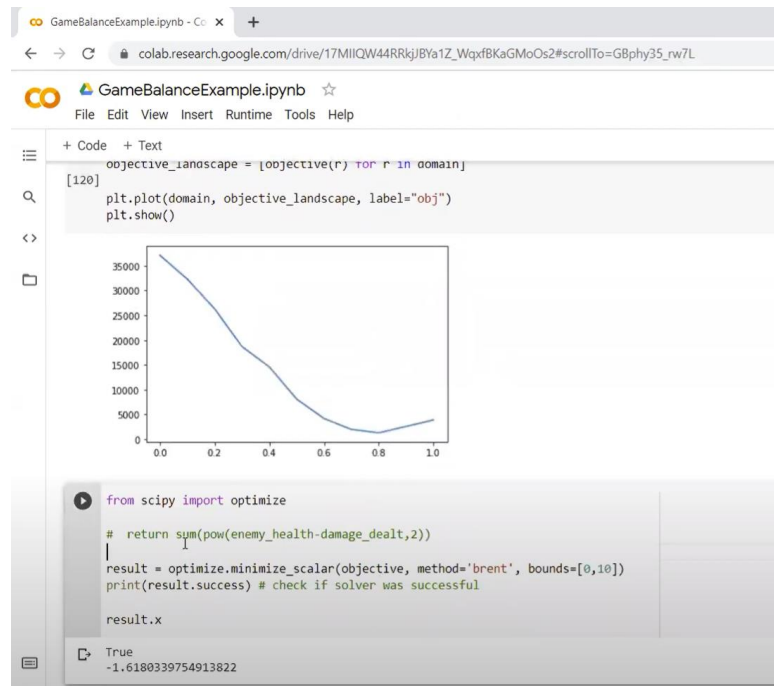 GameBalanceExample.ipynb - Co
colab.research.google.com/drive/17MIIQW44RRkjJBYa1Z_WqxfBKaGMoOs2#scrollTo=GBphy35_rw7L
GameBalanceExample.ipynb
File Edit View Insert Runtime Tools Help
+ Code + Text
objective_landscape = [objective(r) for r in domain]
[120]
plt.plot(domain, objective_landscape, label="obj")
plt.show()
35000
30000
25000
20000
15000
10000
5000
0
0.0 0.2 0.4 0.6 0.8 1.0
from scipy import optimize
# return sum(pow(enemy_health-damage_dealt,2))
result = optimize.minimize_scalar(objective, method='brent', bounds=[0,10])
print(result.success) # check if solver was successful
result.x
True
-1.6180339754913822